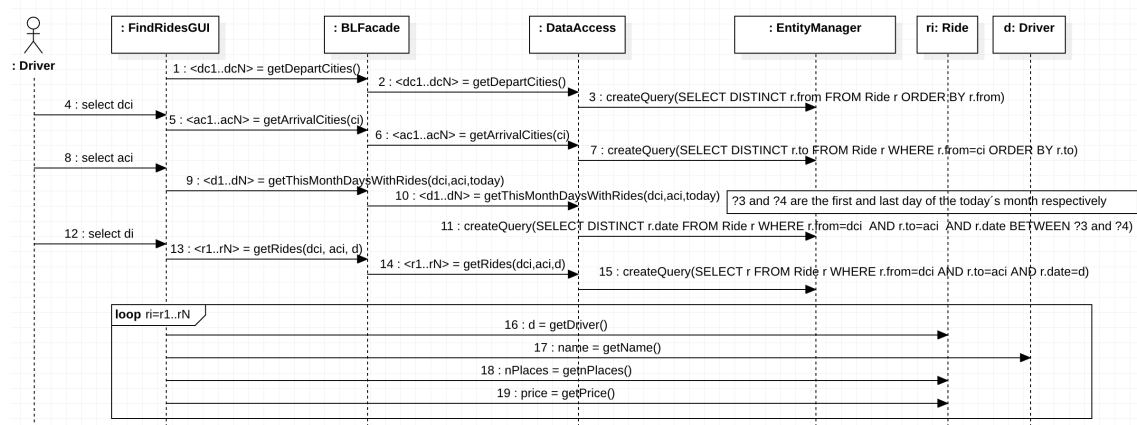 : FindRidesGUI
: BLFacade
: DataAccess
: EntityManager
ri: Ride
d: Driver
: Driver
1 : <dc1..dcN> = getDepartCities()
2 : <dc1..dcN> = getDepartCities()
3 : createQuery(SELECT DISTINCT r.from FROM Ride r ORDER BY r.from)
4 : select dci
5 : <ac1..acN> = getArrivalCities(ci)
6 : <ac1..acN> = getArrivalCities(ci)
7 : createQuery(SELECT DISTINCT r.to FROM Ride r WHERE r.from=ci ORDER BY r.to)
8 : select aci
9 : <d1..dN> = getThisMonthDaysWithRides(dci,aci,today)
10 : <d1..dN> = getThisMonthDaysWithRides(dci,aci,today)
?3 and ?4 are the first and last day of the today´s month respectively
11 : createQuery(SELECT DISTINCT r.date FROM Ride r WHERE r.from=dci  AND r.to=aci  AND r.date BETWEEN ?3 and ?4)
12 : select di
13 : <r1..rN> = getRides(dci, aci, d)
14 : <r1..rN> = getRides(dci,aci,d)
15 : createQuery(SELECT r FROM Ride r WHERE r.from=dci AND r.to=aci AND r.date=d)
loop ri=r1..rN
16 : d = getDriver()
17 : name = getName()
18 : nPlaces = getnPlaces()
19 : price = getPrice()